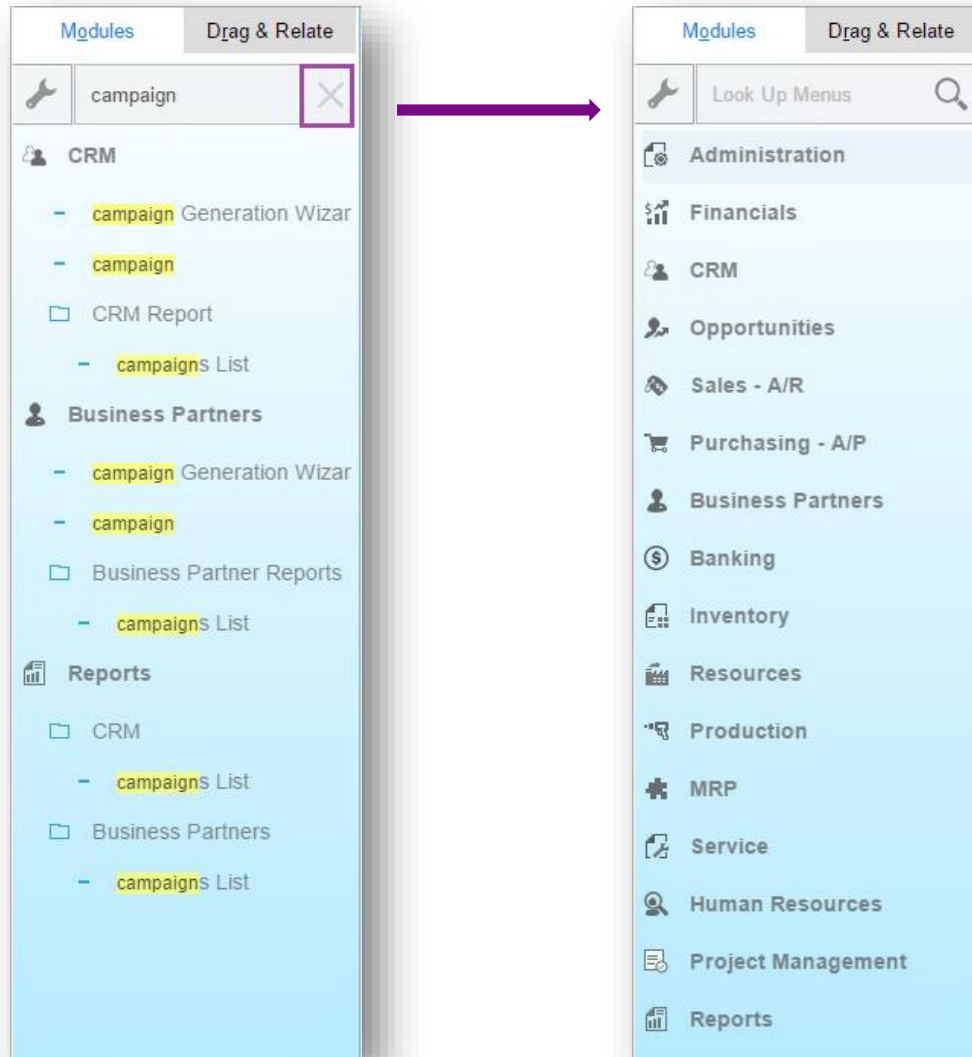 Modules
Drag & Relate
campaign
CRM
campaign Generation Wizar
campaign
CRM Report
campaigns List
Business Partners
campaign Generation Wizar
campaign
Business Partner Reports
campaigns List
Reports
CRM
campaigns List
Business Partners
campaigns List
Modules
Drag & Relate
Look Up Menus
Administration
Financials
CRM
Opportunities
Sales - A/R
Purchasing - A/P
Business Partners
Banking
Inventory
Resources
Production
MRP
Service
Human Resources
Project Management
Reports